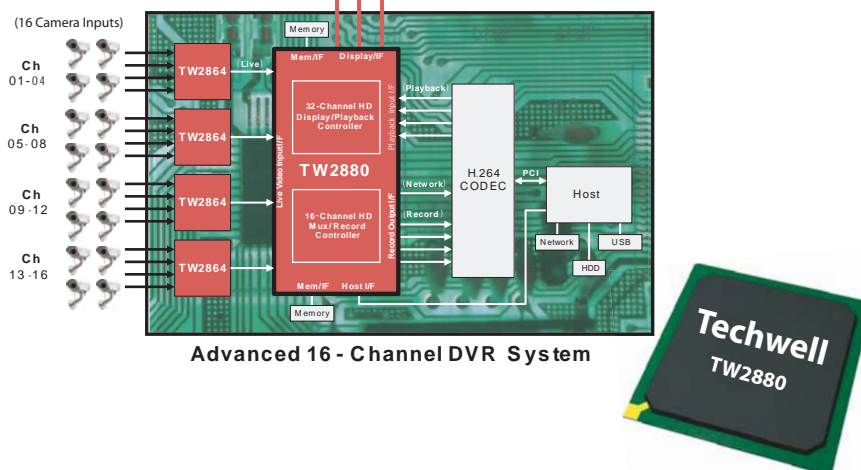 (16 Camera Inputs)
Ch
01-04
Ch
05-08
Ch
09-12
Ch
13-16
TW2864
TW2864
TW2864
TW2864
(Live)
Memory
Mem/IF
Display/IF
Live Video Input I/F
32-Channel HD
Display/Playback
Controller
TW2880
16-Channel HD
Mux/Record
Controller
Playback Input I/F
Record Output I/F
Mem/IF
Host I/F
Memory
(Playback)
(Network)
(Record)
H.264
CODEC
PCI
Host
Network
USB
HDD
Advanced 16 - Channel DVR System
Techwell
TW2880